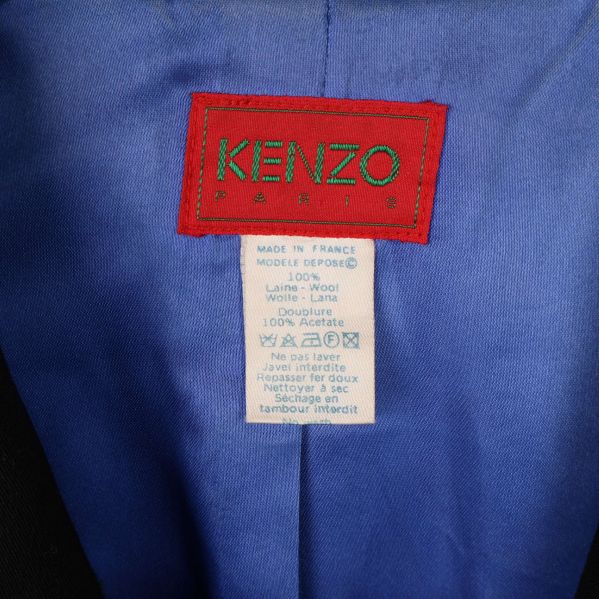 KENZO
PARIS
MADE IN FRANCE
MODELE DEPOSE©
100%
Laine - Wool
Wolle - Lana
Doublure
100% Acetate
Ne pas laver
Javel interdite
Repasser fer doux
Nettoyer à sec
Séchage en
tambour interdit